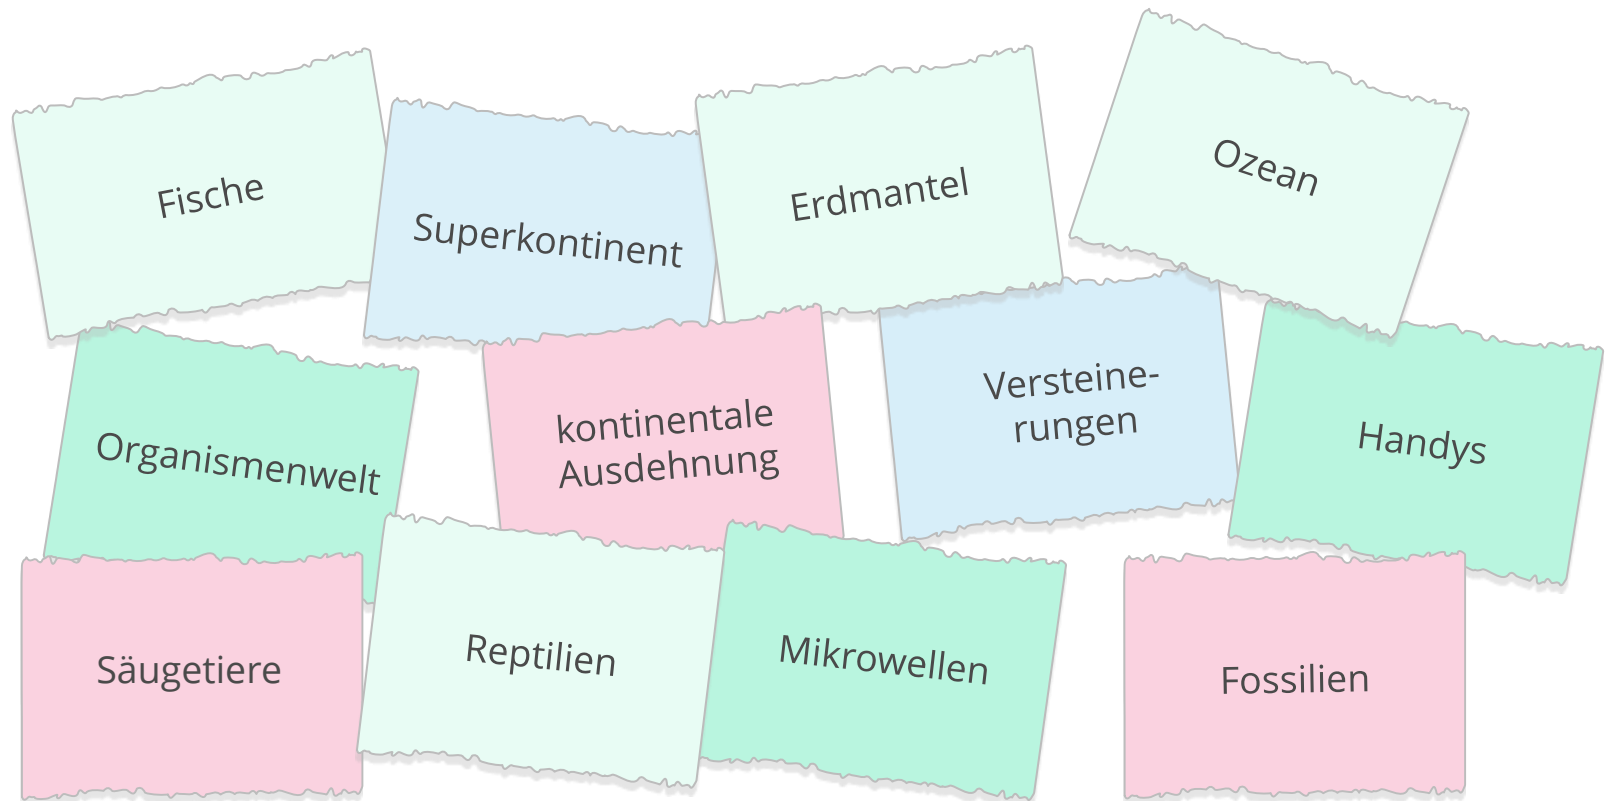 Fische
Superkontinent
Erdmantel
Ozean
Organismenwelt
kontinentale
Ausdehnung
Versteine-
rungen
Handys
Säugetiere
Reptilien
Mikrowellen
Fossilien